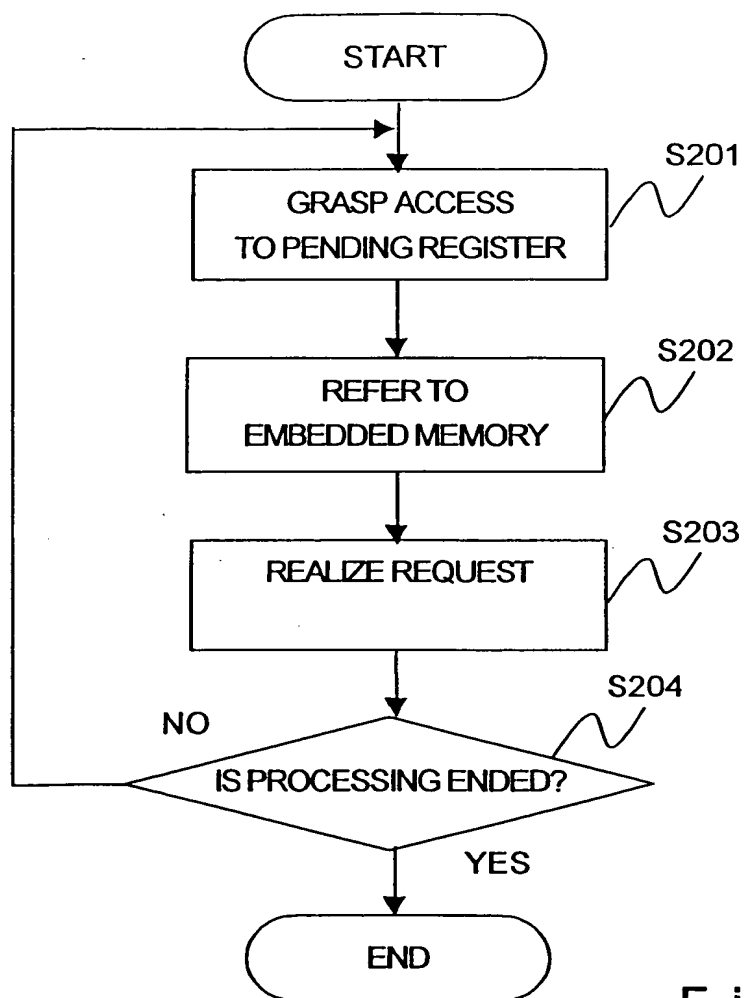 START
S201
GRASP ACCESS
TO PENDING REGISTER
S202
REFER TO
EMBEDDED MEMORY
S203
REALIZE REQUEST
S204
NO
IS PROCESSING ENDED?
YES
END